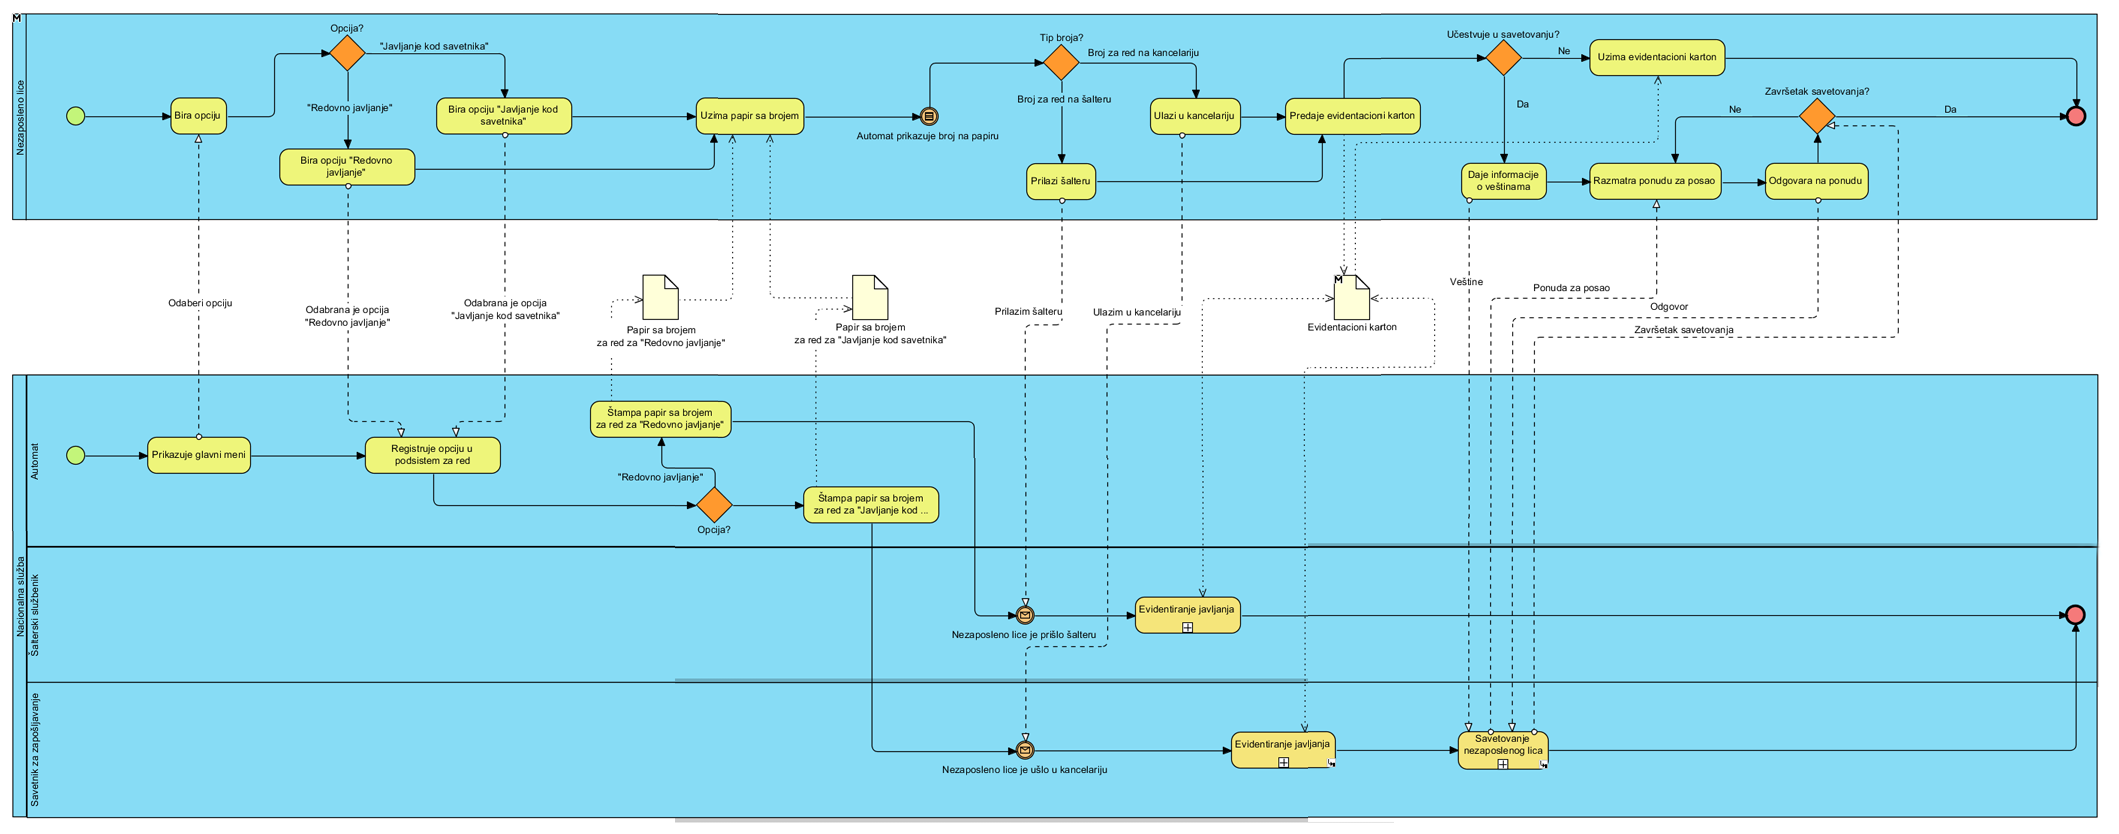 Nezaposleno lice
Opcija?
"Javljanje kod savetnika"
"Redovno javljanje"
Bira opciju
Bira opciju "Javljanje kod
savetnika"
Bira opciju "Redovno
javljanje"
Uzima papir sa brojem
Automat prikazuje broj na papiru
Tip broja?
Broj za red na kancelariju
Broj za red na šalteru
Ulazi u kancelariju
Prilazi šalteru
Predaje evidentacioni karton
Učestvuje u savetovanju?
Ne
Da
Uzima evidentacioni karton
Daje informacije
o veštinama
Razmatra ponudu za posao
Odgovara na ponudu
Završetak savetovanja?
Ne
Da
Odaberi opciju
Odabrana je opcija
"Redovno javljanje"
Odabrana je opcija
"Javljanje kod savetnika"
Papir sa brojem
za red za "Redovno javljanje"
Papir sa brojem
za red za "Javljanje kod savetnika"
Prilazim šalteru
Ulazim u kancelariju
Evidentacioni karton
Veštine
Ponuda za posao
Odgovor
Završetak savetovanja
Nacionalna služba
Automat
Prikazuje glavni meni
Registruje opciju u
podsistem za red
Štampa papir sa brojem
za red za "Redovno javljanje"
"Redovno javljanje"
Opcija?
Štampa papir sa brojem
za red za "Javljanje kod ...
Šalterski službenik
Nezaposleno lice je prišlo šalteru
Evidentiranje javljanja
Savetnik za zapošljavanje
Nezaposleno lice je ušlo u kancelariju
Evidentiranje javljanja
Savetovanje
nezaposlenog lica